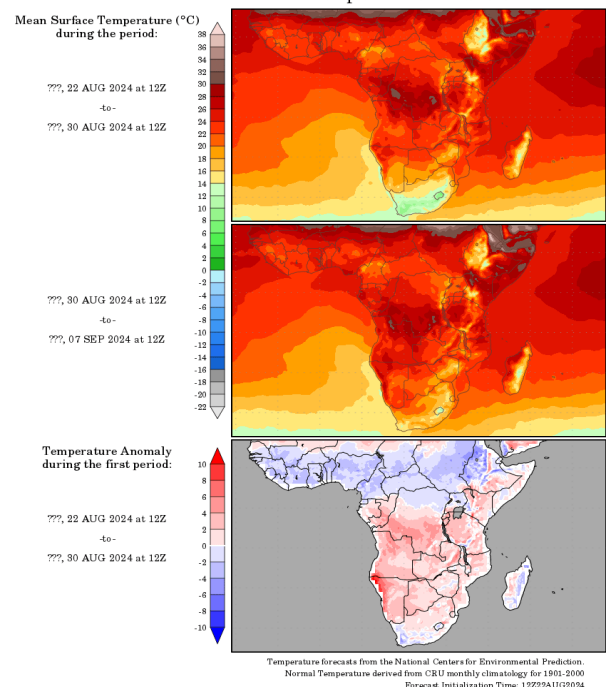 Mean Surface Temperature (°C)
during the period:
???, 22 AUG 2024 at 12Z
-to-
???, 30 AUG 2024 at 12Z
38
36
34
32
30
28
26
24
22
20
18
16
14
12
10
8
6
4
2
0
-2
-4
-6
-8
-10
-12
-14
-16
-18
-20
-22
???, 30 AUG 2024 at 12Z
-to-
???, 07 SEP 2024 at 12Z
Temperature Anomaly
during the first period:
???, 22 AUG 2024 at 12Z
-to-
???, 30 AUG 2024 at 12Z
10
8
6
4
2
0
-2
-4
-6
-8
-10
Temperature forecasts from the National Centers for Environmental Prediction.
Normal Temperature derived from CRU monthly climatology for 1901-2000
Forecast Initialization Time: 12Z22AUG2024